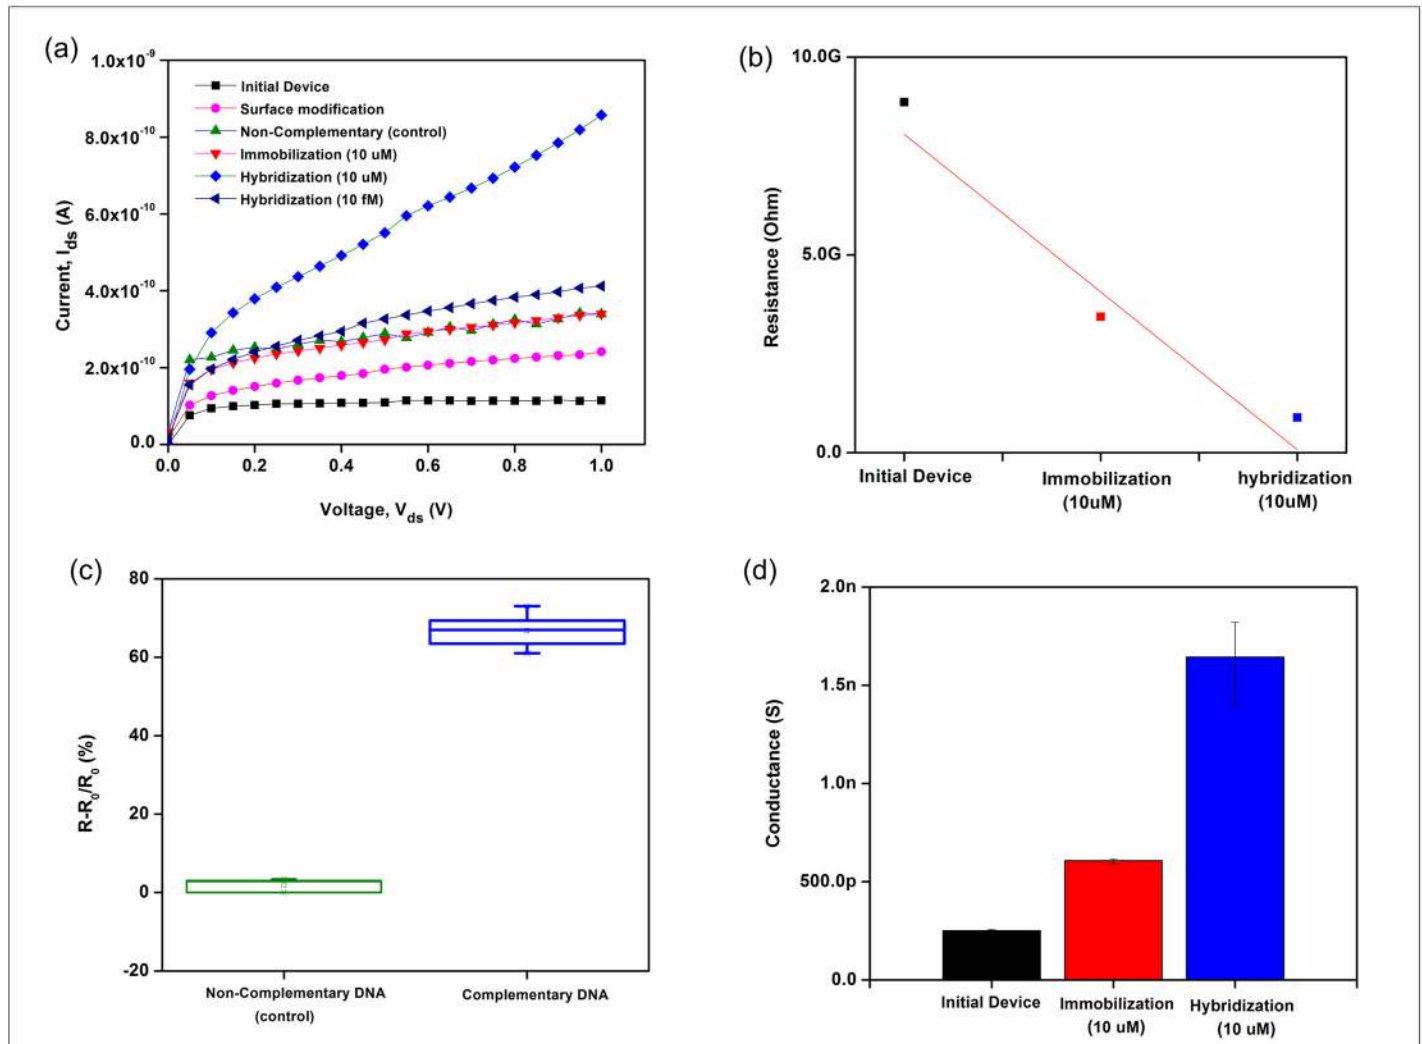 (a)
1.0x10⁻⁹
8.0x10⁻¹⁰
6.0x10⁻¹⁰
4.0x10⁻¹⁰
2.0x10⁻¹⁰
0.0
Current, I_ds (A)
Initial Device
Surface modification
Non-Complementary (control)
Immobilization (10 uM)
Hybridization (10 uM)
Hybridization (10 fM)
0.0 0.2 0.4 0.6 0.8 1.0
Voltage, V_ds (V)
(b)
10.0G
5.0G
0.0
Resistance (Ohm)
Initial Device Immobilization hybridization
(10uM) (10uM)
(c)
80
60
40
20
0
-20
R-R₀/R₀ (%)
Non-Complementary DNA Complementary DNA
(control)
(d)
2.0n
1.5n
1.0n
500.0p
0.0
Conductance (S)
Initial Device Immobilization Hybridization
(10 uM) (10 uM)